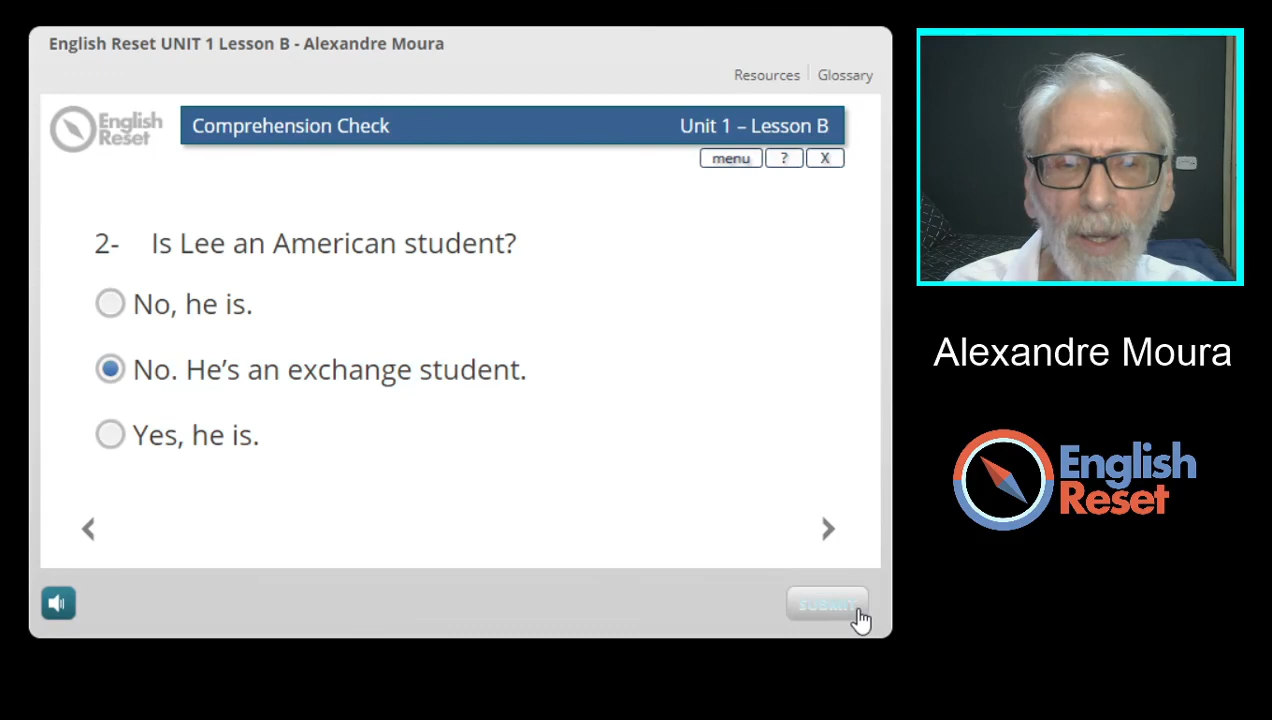 English Reset UNIT 1 Lesson B - Alexandre Moura
Resources
Glossary
English
Reset
Comprehension Check
Unit 1 – Lesson B
menu
?
X
2- Is Lee an American student?
No, he is.
No. He’s an exchange student.
Yes, he is.
SUBMIT
Alexandre Moura
English
Reset